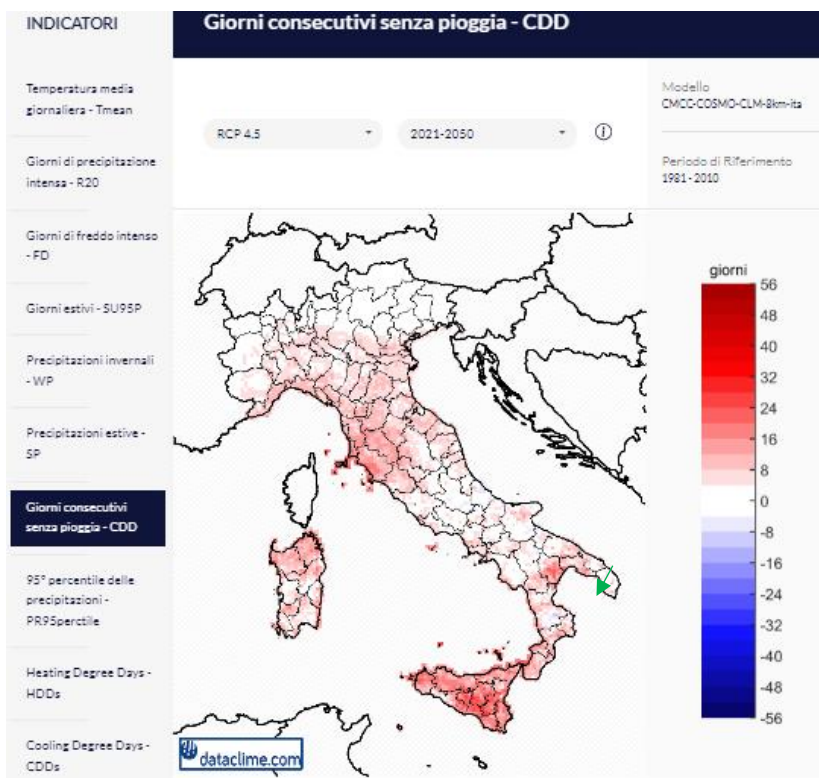 INDICATORI
Giorni consecutivi senza pioggia - CDD
Temperatura media
giornaliera - Tmean
Giorni di precipitazione
intensa - R20
Giorni di freddo intenso
- FD
Giorni estivi - SU95P
Precipitazioni invernali
- WP
Precipitazioni estive -
SP
Giorni consecutivi
senza pioggia - CDD
95° percentile delle
precipitazioni -
PR95perctile
Heating Degree Days -
HDDs
Cooling Degree Days -
CDDs
RCP 4.5
2021-2050
Modello
CMCC-COSMO-CLM-8km-ita
Periodo di Riferimento
1981 - 2010
giorni
56
48
40
32
24
16
8
0
-8
-16
-24
-32
-40
-48
-56
dataclime.com